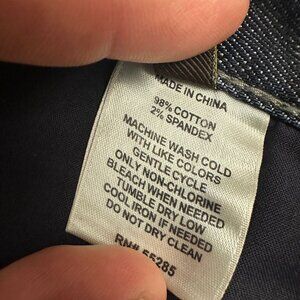 MADE IN CHINA
98% COTTON
2% SPANDEX
MACHINE WASH COLD
WITH LIKE COLORS
GENTLE CYCLE
ONLY NON-CHLORINE
BLEACH WHEN NEEDED
TUMBLE DRY LOW
COOL IRON IF NEEDED
DO NOT DRY CLEAN
RN# 55285